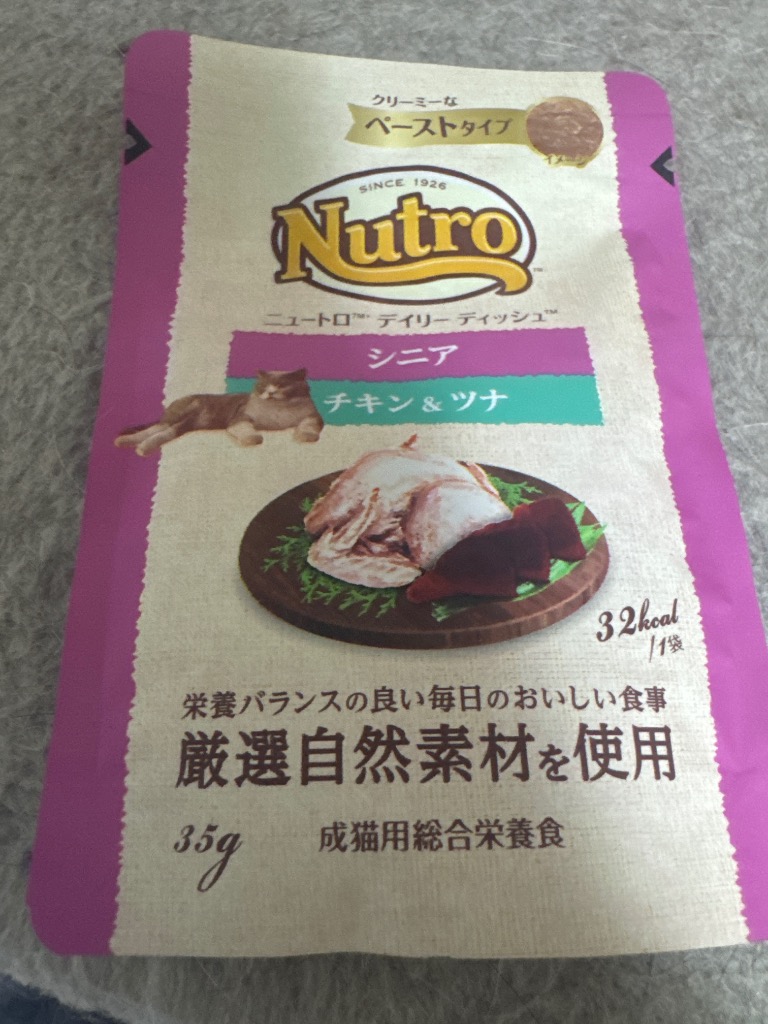 クリーミーな
ペーストタイプ
イメージ
SINCE 1926
Nutro™
ニュートロ™ デイリー ディッシュ™
シニア
チキン & ツナ
32kcal
/1袋
栄養バランスの良い毎日のおいしい食事
厳選自然素材を使用
35g 成猫用総合栄養食